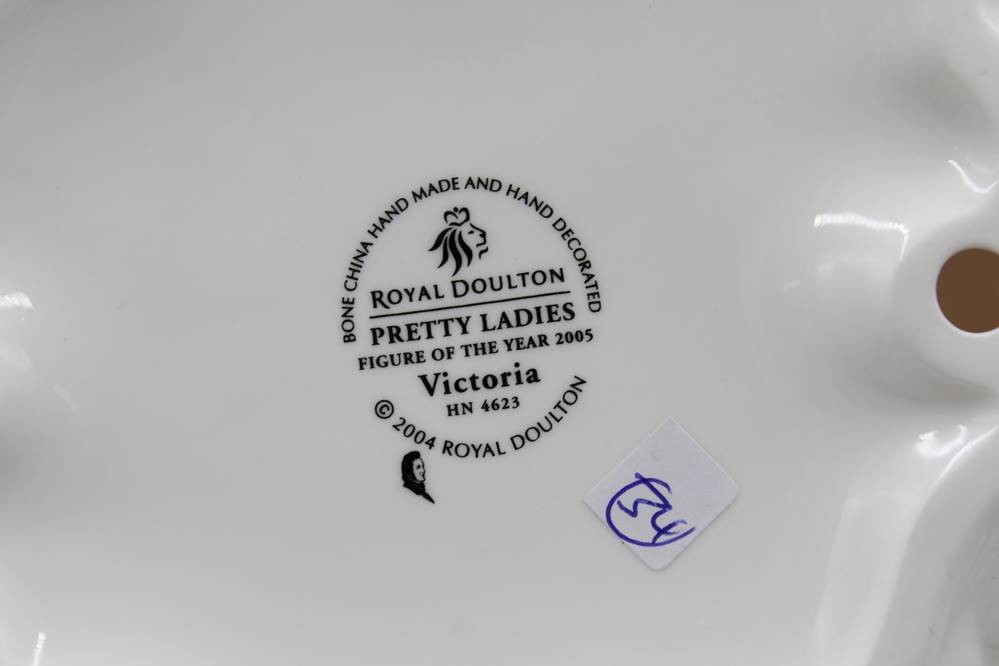 BONE CHINA HAND MADE AND HAND DECORATED
ROYAL DOULTON
PRETTY LADIES
FIGURE OF THE YEAR 2005
Victoria
HN 4623
© 2004 ROYAL DOULTON
54